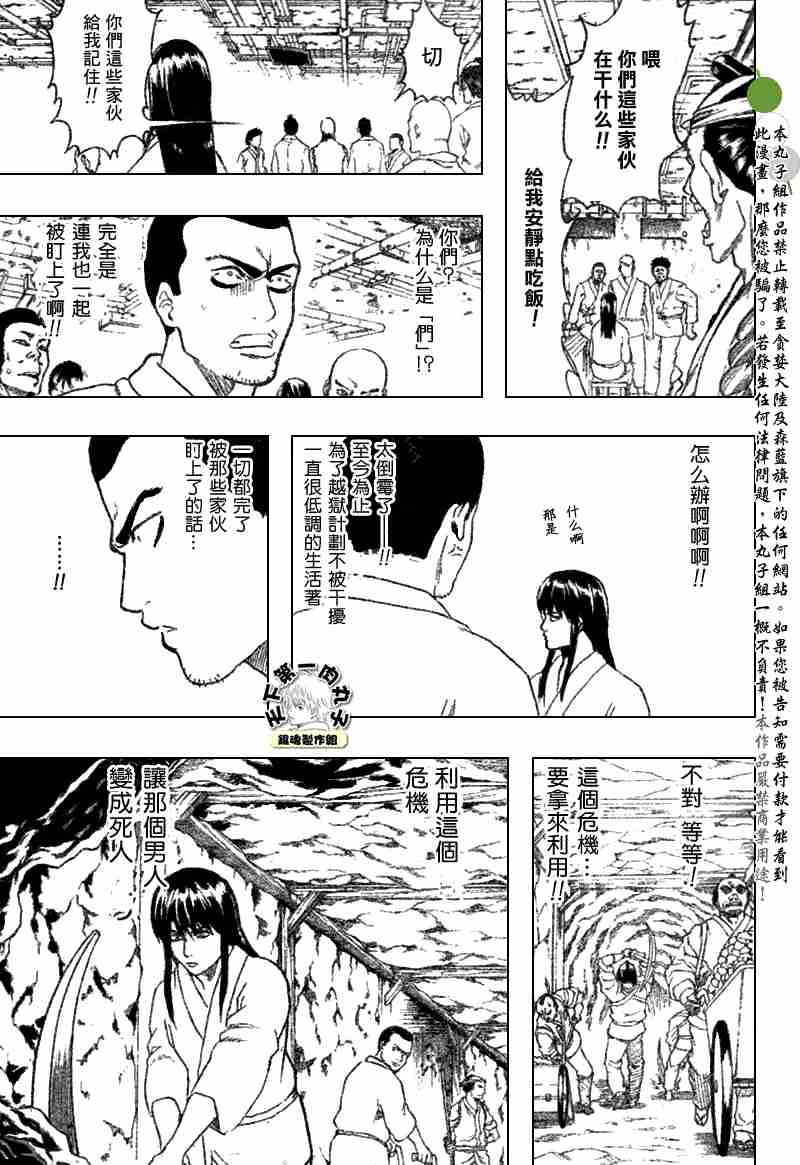 喂
你們這些家伙
在干什么!!
給我安靜點吃飯!
切
你們這些家伙
給我記住!!
你們?
為什么是「們」!?
完全是
連我也一起
被盯上了啊!!
怎么辦啊啊啊!!
什么啊
那是
太倒霉了——!!
至今為止
為了越獄計劃不被干擾
一直很低調的生活著
一切都完了
被那些家伙
盯上了的話…
……!!
不對 等等!
這個危機…
要拿來利用!!
利用這個
危機
讓那個男人
變成死人
天下第一肉丸子
銀魂製作組
本丸子組作品禁止轉載至貪婪大陸及森藍旗下的任何網站。如果您被告知需要付款才能看到
此漫畫，那麼您被騙了。若發生任何法律問題，本丸子組一概不負責！本作品嚴禁商業用途！